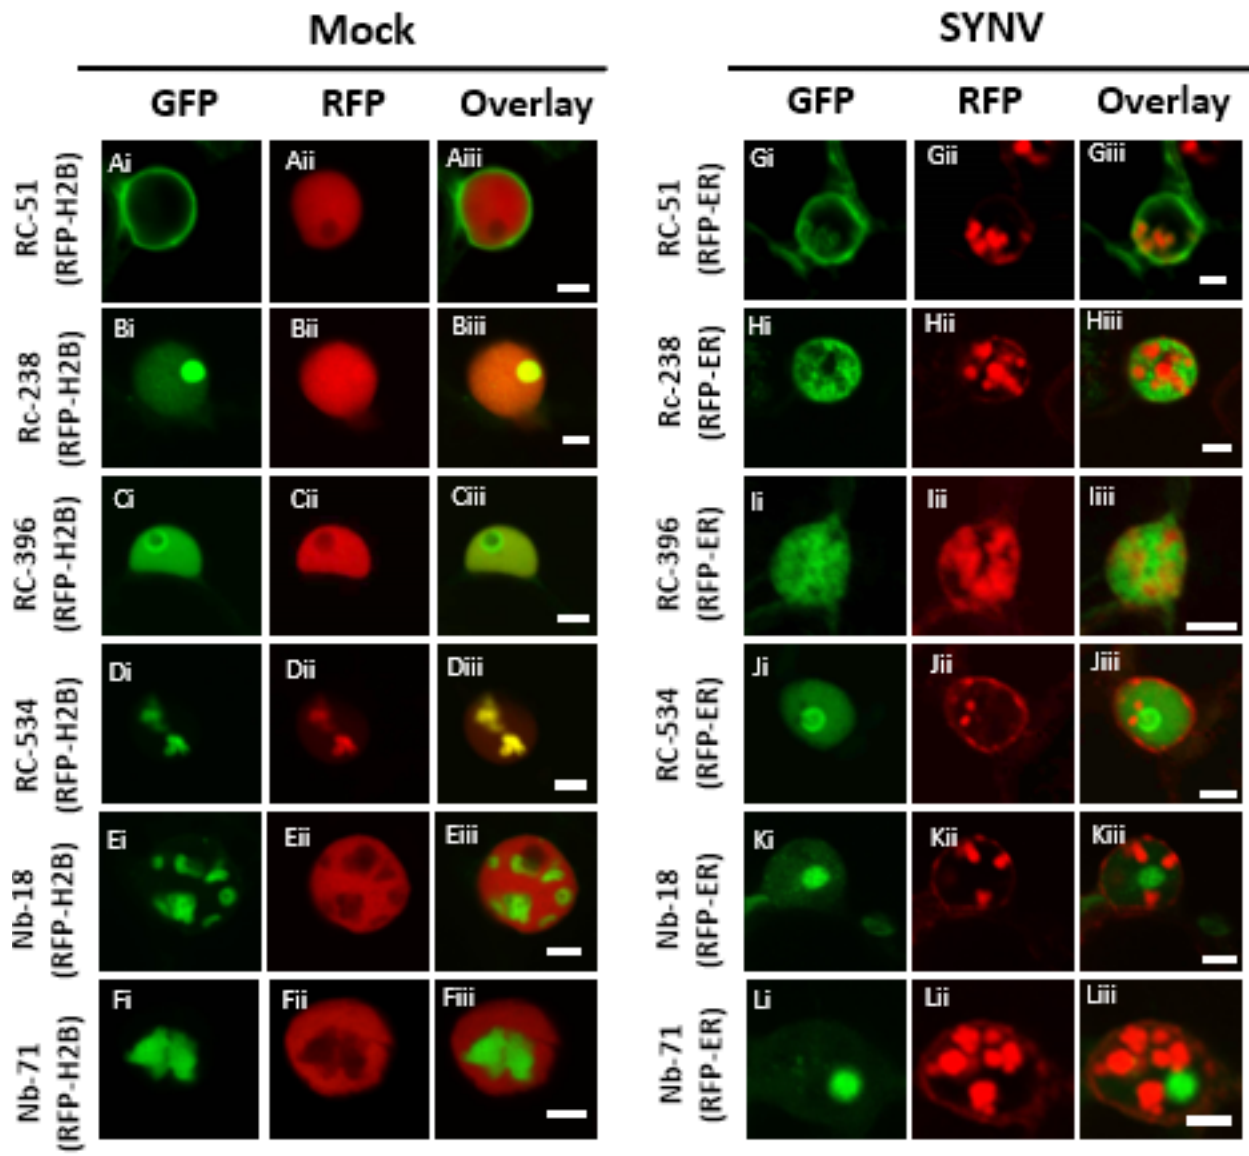 Mock
SYNV
GFP RFP Overlay
GFP RFP Overlay
RC-51
(RFP-H2B)
Ai Aii Aiii
RC-51
(RFP-ER)
Gi Gii Giii
Rc-238
(RFP-H2B)
Bi Bii Biii
Rc-238
(RFP-ER)
Hi Hii Hiii
RC-396
(RFP-H2B)
Ci Cii Ciii
RC-396
(RFP-ER)
Ii Iii Iiii
RC-534
(RFP-H2B)
Di Dii Diii
RC-534
(RFP-ER)
Ji Jii Jiii
Nb-18
(RFP-H2B)
Ei Eii Eiii
Nb-18
(RFP-ER)
Ki Kii Kiii
Nb-71
(RFP-H2B)
Fi Fii Fiii
Nb-71
(RFP-ER)
Li Lii Liii